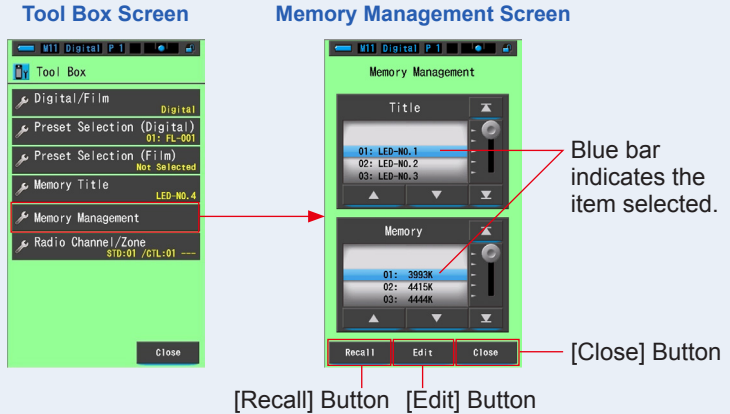 Tool Box Screen
Memory Management Screen
M11 Digital P 1
Tool Box
Digital/Film
Digital
Preset Selection (Digital)
01: FL-001
Preset Selection (Film)
Not Selected
Memory Title
LED-NO.4
Memory Management
Radio Channel/Zone
STD:01 /CTL:01 ---
Close
M11 Digital P 1
Memory Management
Title
01: LED-NO.1
02: LED-NO.2
03: LED-NO.3
Memory
01: 3993K
02: 4415K
03: 4444K
Recall Edit Close
Blue bar
indicates the
item selected.
[Close] Button
[Recall] Button [Edit] Button